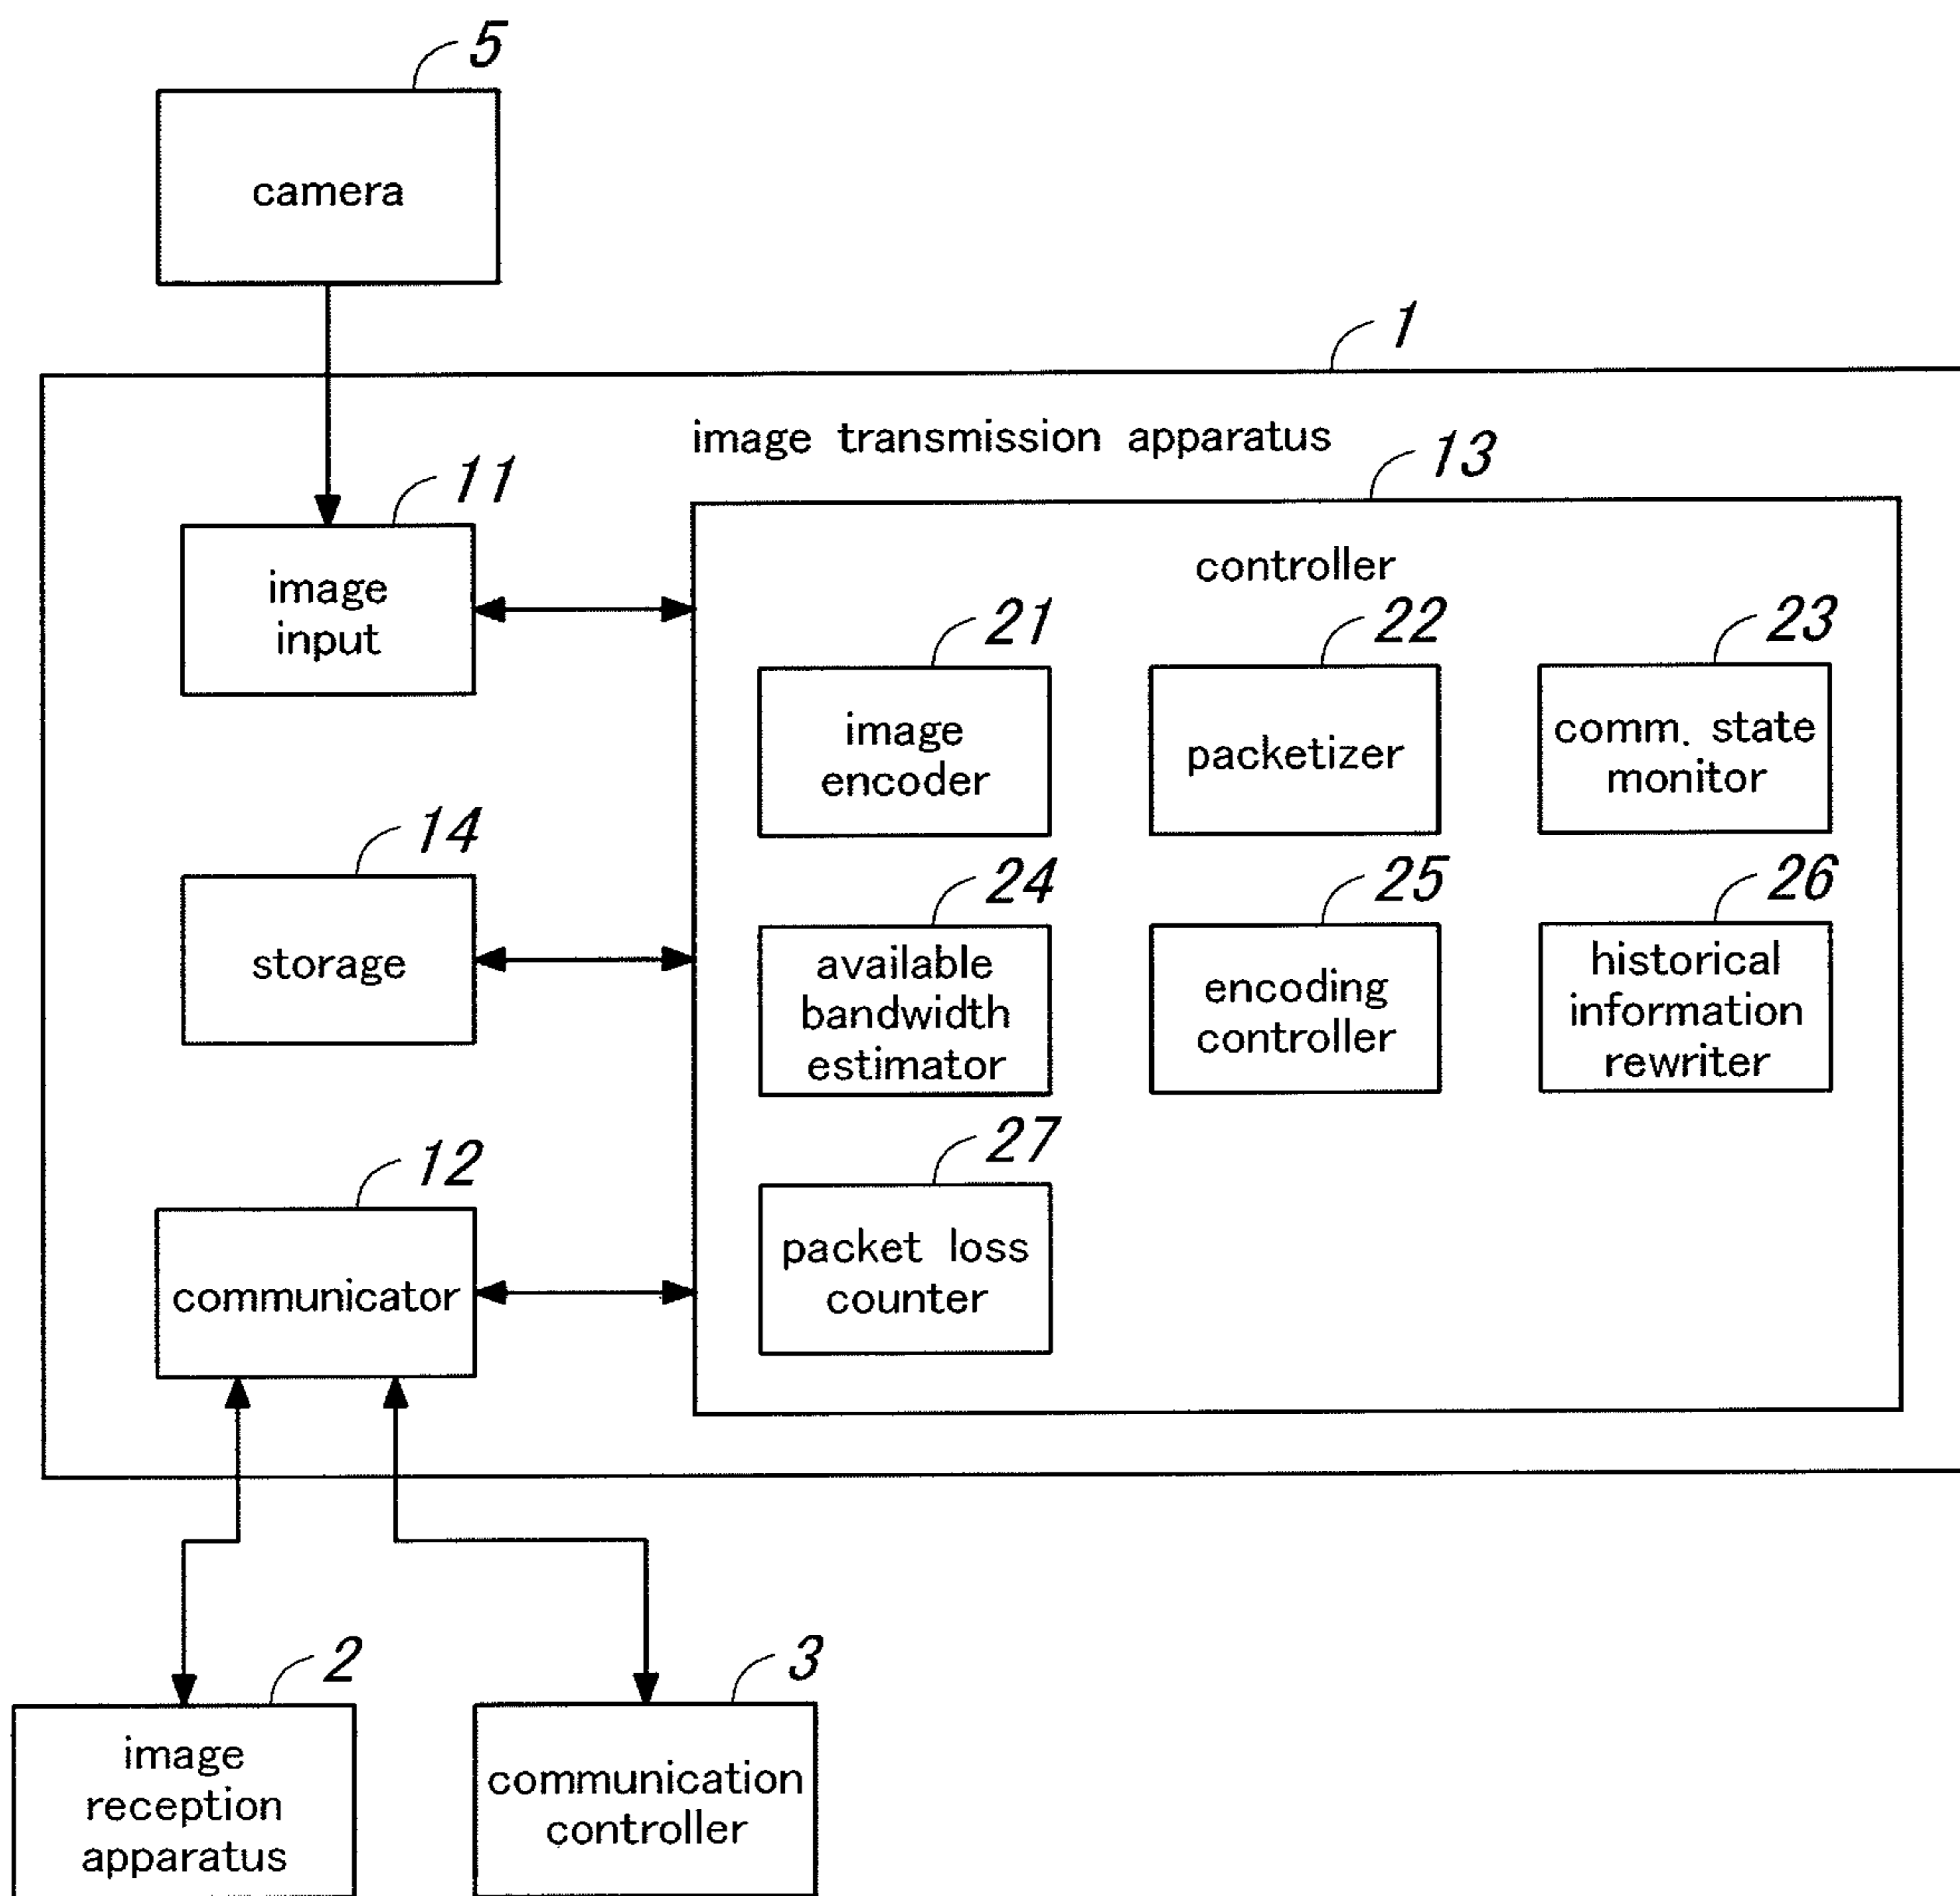 5
camera
1
image transmission apparatus
11
image
input
13
controller
21
image
encoder
22
packetizer
23
comm. state
monitor
14
storage
24
available
bandwidth
estimator
25
encoding
controller
26
historical
information
rewriter
12
communicator
27
packet loss
counter
2
image
reception
apparatus
3
communication
controller